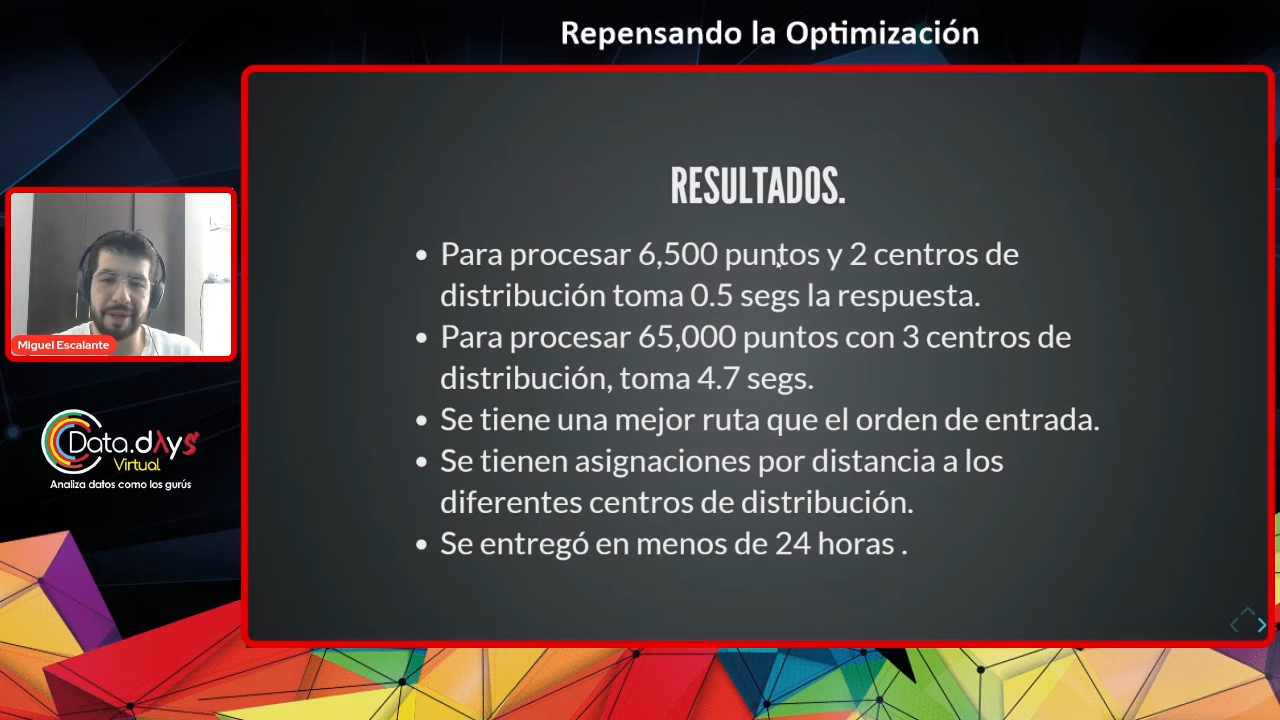 Repensando la Optimización
RESULTADOS.
• Para procesar 6,500 puntos y 2 centros de
distribución toma 0.5 segs la respuesta.
• Para procesar 65,000 puntos con 3 centros de
distribución, toma 4.7 segs.
• Se tiene una mejor ruta que el orden de entrada.
• Se tienen asignaciones por distancia a los
diferentes centros de distribución.
• Se entregó en menos de 24 horas .
Miguel Escalante
Data.dλys
Virtual
Analiza datos como los gurús